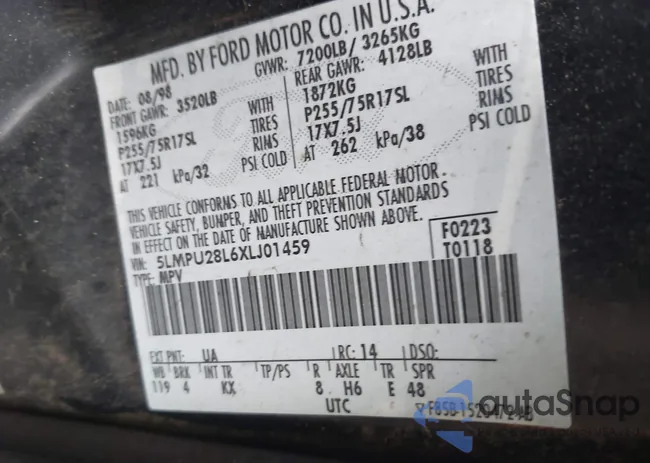 MFD. BY FORD MOTOR CO. IN U.S.A.
DATE: 08/98 GVWR: 7200LB/ 3265KG
FRONT GAWR: 3520LB REAR GAWR: 4128LB
1596KG WITH 1872KG WITH
P255/75R17SL TIRES P255/75R17SL TIRES
17X7.5J RIMS 17X7.5J RIMS
AT 221 kPa/32 PSI COLD AT 262 kPa/38 PSI COLD
THIS VEHICLE CONFORMS TO ALL APPLICABLE FEDERAL MOTOR
VEHICLE SAFETY, BUMPER, AND THEFT PREVENTION STANDARDS
IN EFFECT ON THE DATE OF MANUFACTURE SHOWN ABOVE.
VIN: 5LMPU28L6XLJ01459 F0223
TYPE: MPV T0118
EXT PNT: UA RC: 14 DSO:
WB BRK INT TR TP/PS R AXLE TR SPR
119 4 KX 8 H6 E 48
UTC
autoSnap